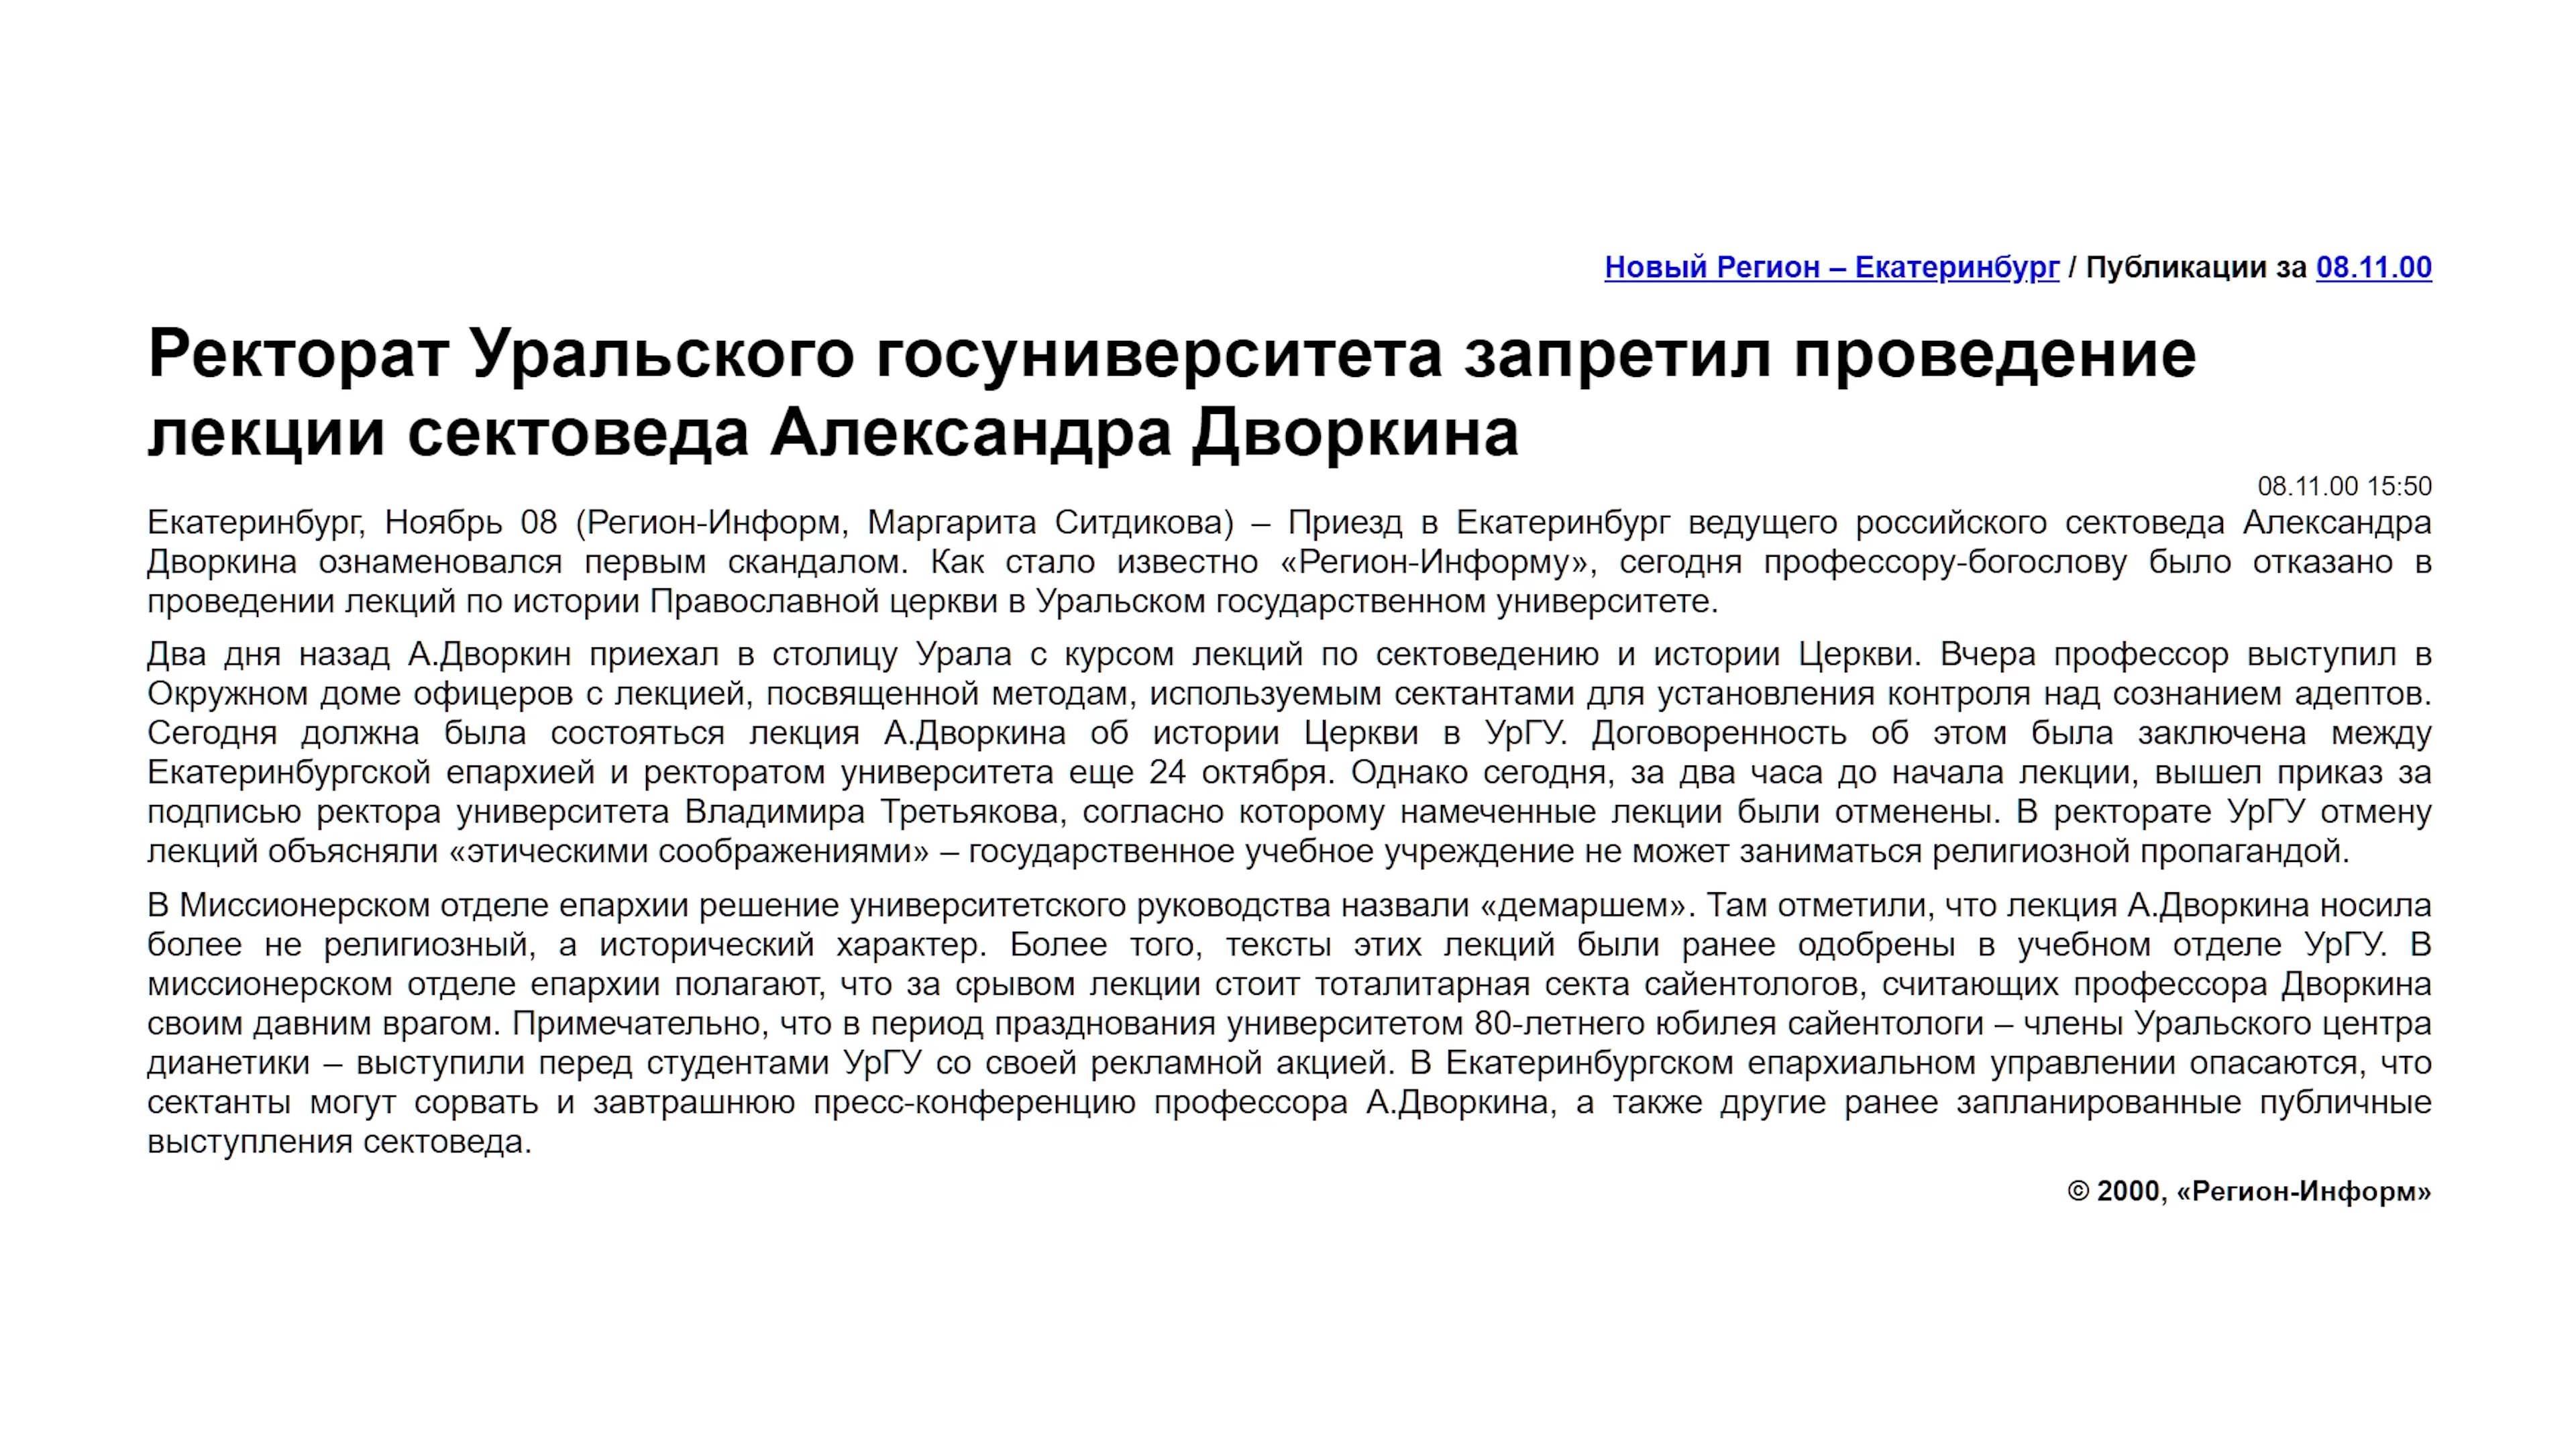 Новый Регион – Екатеринбург / Публикации за 08.11.00
Ректорат Уральского госуниверситета запретил проведение
лекции сектоведа Александра Дворкина
08.11.00 15:50
Екатеринбург, Ноябрь 08 (Регион-Информ, Маргарита Ситдикова) – Приезд в Екатеринбург ведущего российского сектоведа Александра
Дворкина ознаменовался первым скандалом. Как стало известно «Регион-Информу», сегодня профессору-богослову было отказано в
проведении лекций по истории Православной церкви в Уральском государственном университете.
Два дня назад А.Дворкин приехал в столицу Урала с курсом лекций по сектоведению и истории Церкви. Вчера профессор выступил в
Окружном доме офицеров с лекцией, посвященной методам, используемым сектантами для установления контроля над сознанием адептов.
Сегодня должна была состояться лекция А.Дворкина об истории Церкви в УрГУ. Договоренность об этом была заключена между
Екатеринбургской епархией и ректоратом университета еще 24 октября. Однако сегодня, за два часа до начала лекции, вышел приказ за
подписью ректора университета Владимира Третьякова, согласно которому намеченные лекции были отменены. В ректорате УрГУ отмену
лекций объясняли «этическими соображениями» – государственное учебное учреждение не может заниматься религиозной пропагандой.
В Миссионерском отделе епархии решение университетского руководства назвали «демаршем». Там отметили, что лекция А.Дворкина носила
более не религиозный, а исторический характер. Более того, тексты этих лекций были ранее одобрены в учебном отделе УрГУ. В
миссионерском отделе епархии полагают, что за срывом лекции стоит тоталитарная секта сайентологов, считающих профессора Дворкина
своим давним врагом. Примечательно, что в период празднования университетом 80-летнего юбилея сайентологи – члены Уральского центра
дианетики – выступили перед студентами УрГУ со своей рекламной акцией. В Екатеринбургском епархиальном управлении опасаются, что
сектанты могут сорвать и завтрашнюю пресс-конференцию профессора А.Дворкина, а также другие ранее запланированные публичные
выступления сектоведа.
© 2000, «Регион-Информ»